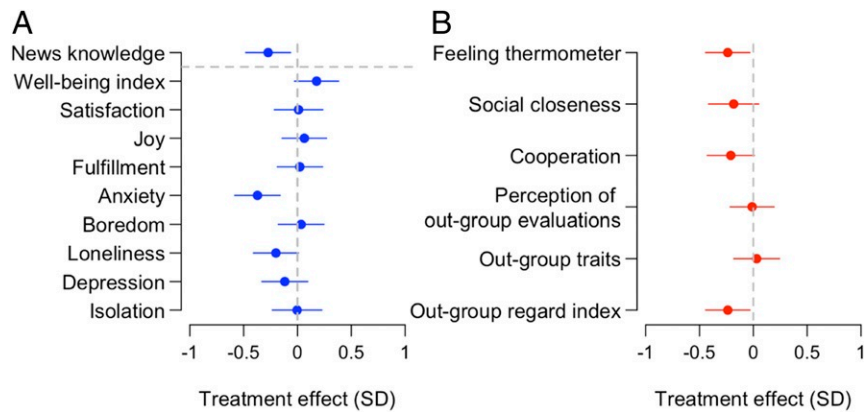 A
News knowledge
Well-being index
Satisfaction
Joy
Fulfillment
Anxiety
Boredom
Loneliness
Depression
Isolation
-1 -0.5 0 0.5 1
Treatment effect (SD)
B
Feeling thermometer
Social closeness
Cooperation
Perception of
out-group evaluations
Out-group traits
Out-group regard index
-1 -0.5 0 0.5 1
Treatment effect (SD)